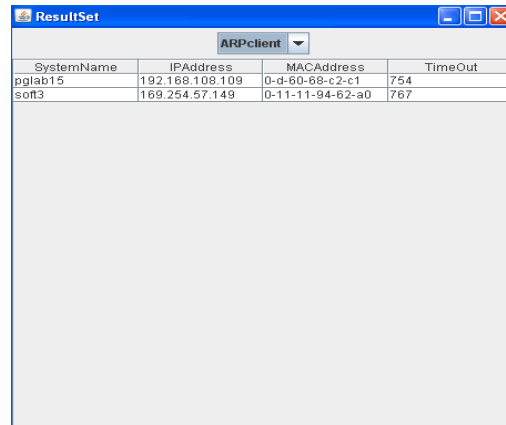 ResultSet
ARPclient
SystemName IPAddress MACAddress TimeOut
pglab15 192.168.108.109 0-d-60-68-c2-c1 754
soft3 169.254.57.149 0-11-11-94-62-a0 767